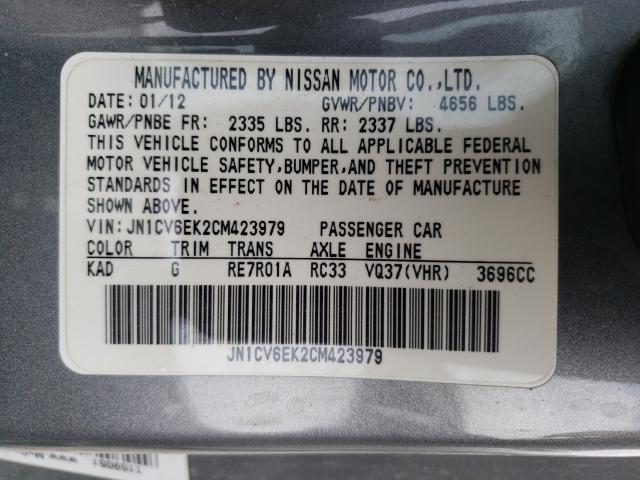 MANUFACTURED BY NISSAN MOTOR CO.,LTD.
DATE: 01/12 GVWR/PNBV: 4656 LBS.
GAWR/PNBE FR: 2335 LBS. RR: 2337 LBS.
THIS VEHICLE CONFORMS TO ALL APPLICABLE FEDERAL
MOTOR VEHICLE SAFETY,BUMPER,AND THEFT PREVENTION
STANDARDS IN EFFECT ON THE DATE OF MANUFACTURE
SHOWN ABOVE.
VIN:JN1CV6EK2CM423979 PASSENGER CAR
COLOR TRIM TRANS AXLE ENGINE
KAD G RE7R01A RC33 VQ37(VHR) 3696CC
JN1CV6EK2CM423979